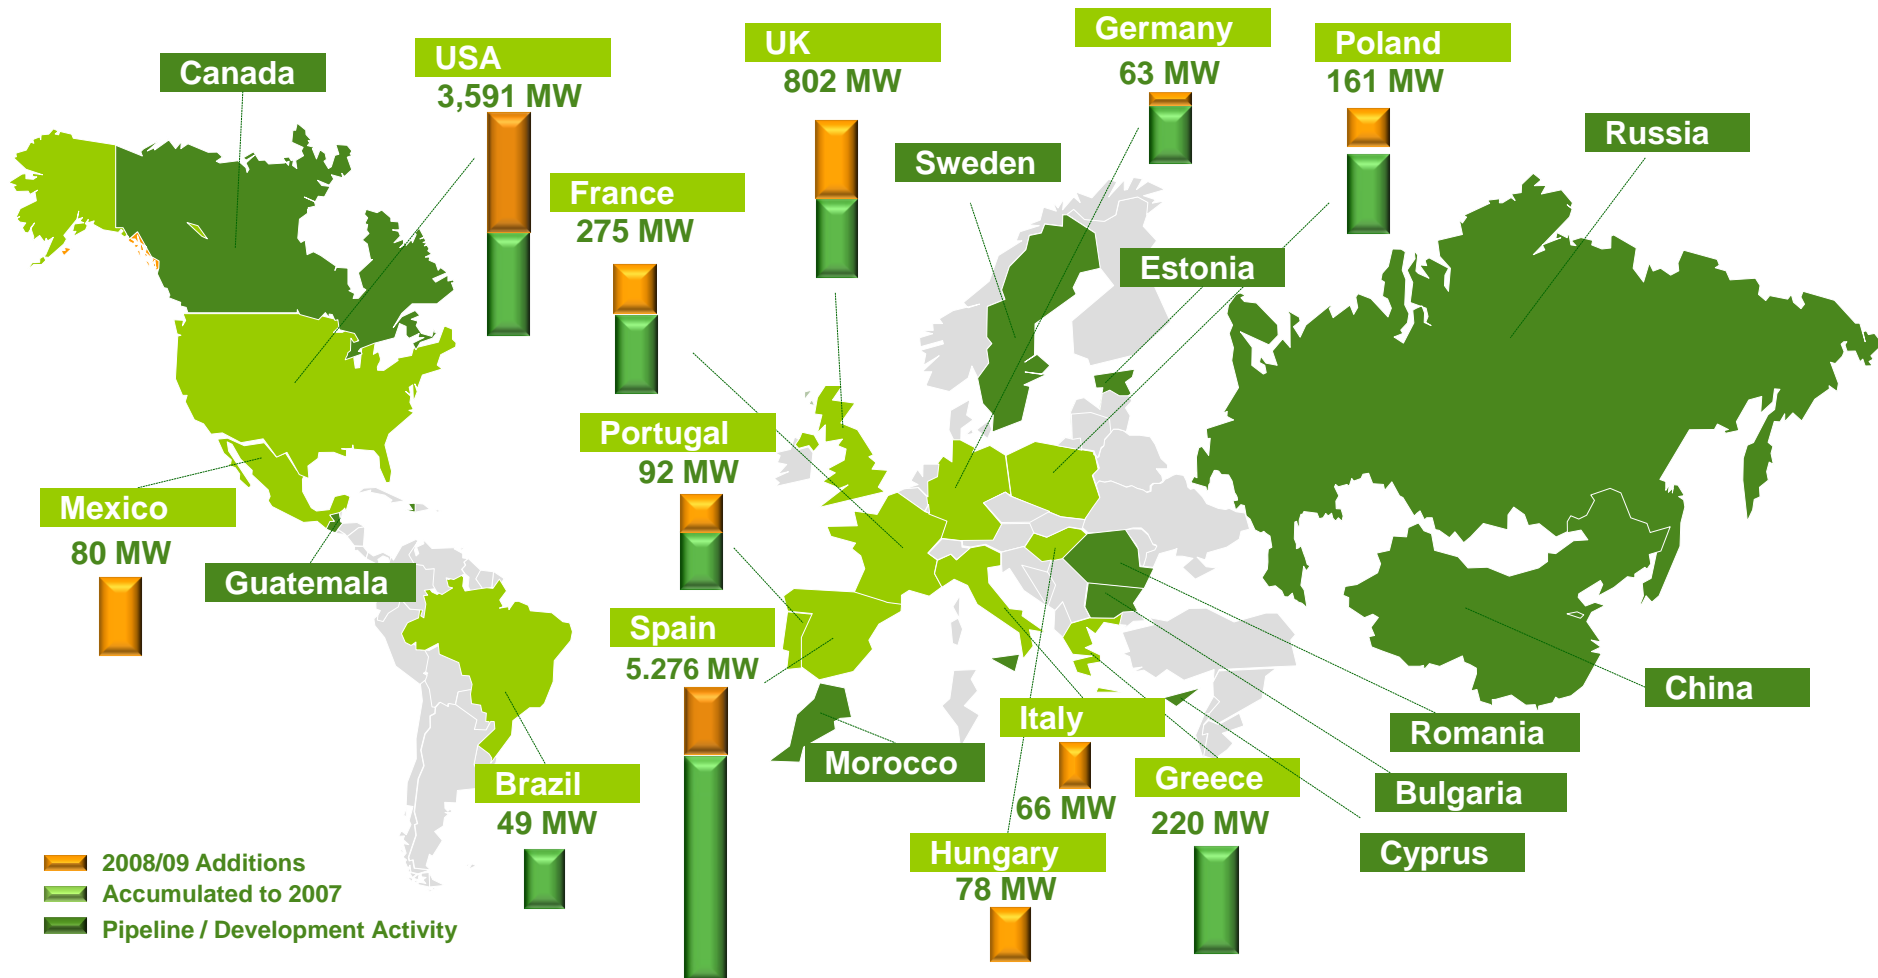 Canada
USA
3,591 MW
UK
802 MW
Germany
63 MW
Poland
161 MW
Russia
Sweden
France
275 MW
Estonia
Portugal
92 MW
Mexico
80 MW
Guatemala
Spain
5.276 MW
China
Italy
66 MW
Romania
Morocco
Brazil
49 MW
Greece
220 MW
Bulgaria
Hungary
78 MW
Cyprus
2008/09 Additions
Accumulated to 2007
Pipeline / Development Activity